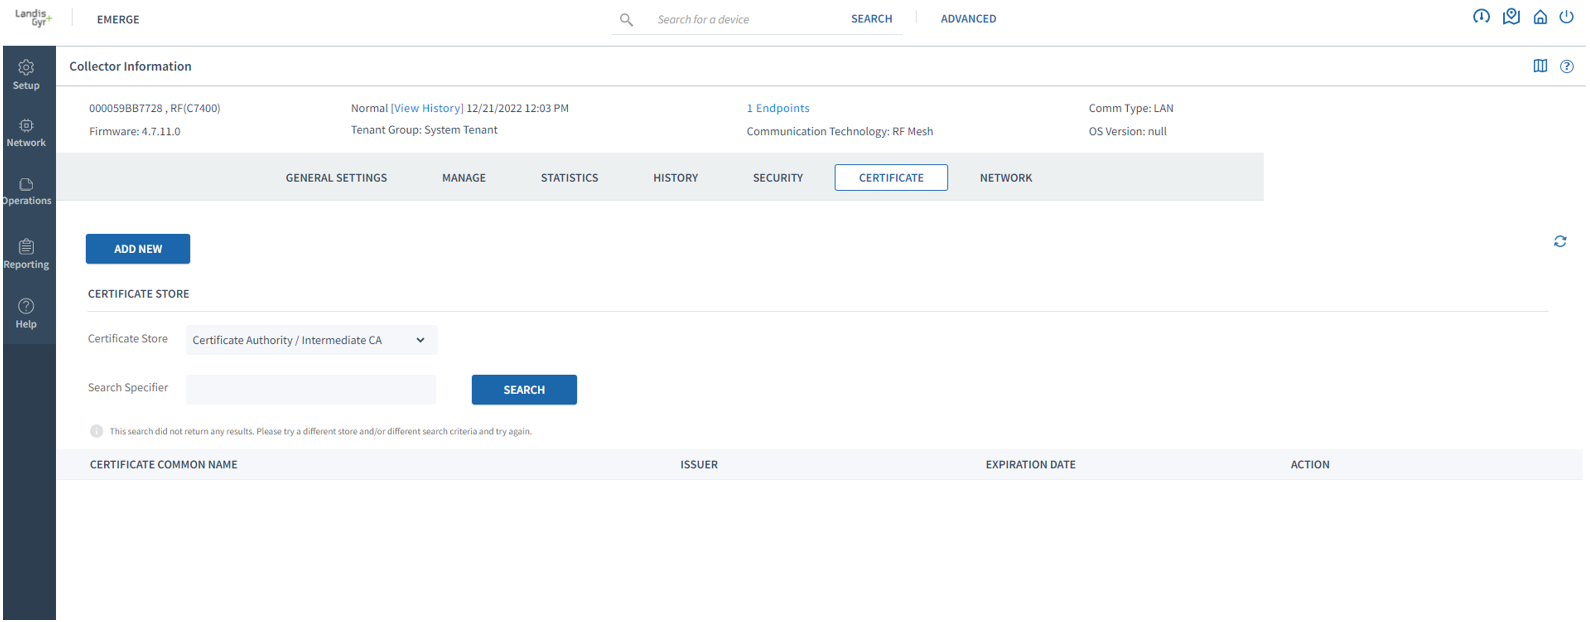 Landis
Gyr+
EMERGE
Search for a device
SEARCH
ADVANCED
Setup
Network
Operations
Reporting
Help
Collector Information
000059BB7728 , RF(C7400)
Firmware: 4.7.11.0
Normal [View History] 12/21/2022 12:03 PM
Tenant Group: System Tenant
1 Endpoints
Communication Technology: RF Mesh
Comm Type: LAN
OS Version: null
GENERAL SETTINGS
MANAGE
STATISTICS
HISTORY
SECURITY
CERTIFICATE
NETWORK
ADD NEW
CERTIFICATE STORE
Certificate Store
Certificate Authority / Intermediate CA
Search Specifier
SEARCH
This search did not return any results. Please try a different store and/or different search criteria and try again.
CERTIFICATE COMMON NAME
ISSUER
EXPIRATION DATE
ACTION